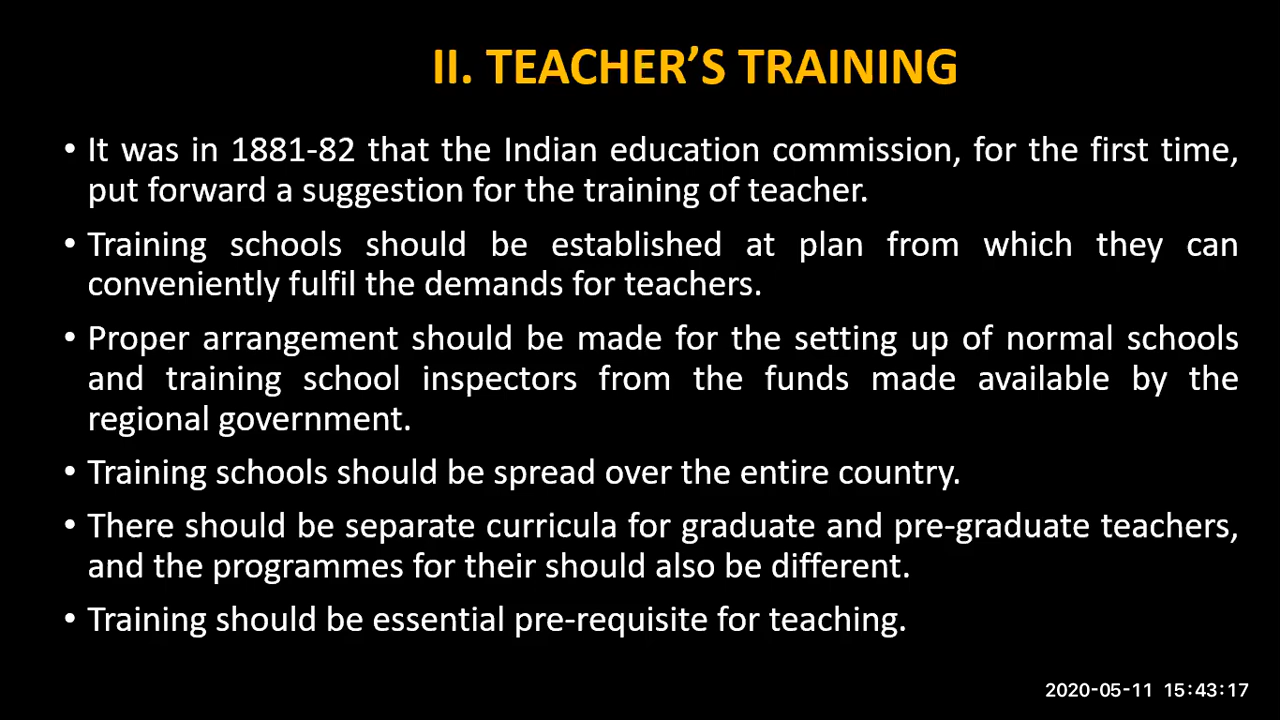 II. TEACHER’S TRAINING
• It was in 1881-82 that the Indian education commission, for the first time,
put forward a suggestion for the training of teacher.
• Training schools should be established at plan from which they can
conveniently fulfil the demands for teachers.
• Proper arrangement should be made for the setting up of normal schools
and training school inspectors from the funds made available by the
regional government.
• Training schools should be spread over the entire country.
• There should be separate curricula for graduate and pre-graduate teachers,
and the programmes for their should also be different.
• Training should be essential pre-requisite for teaching.
2020-05-11 15:43:17